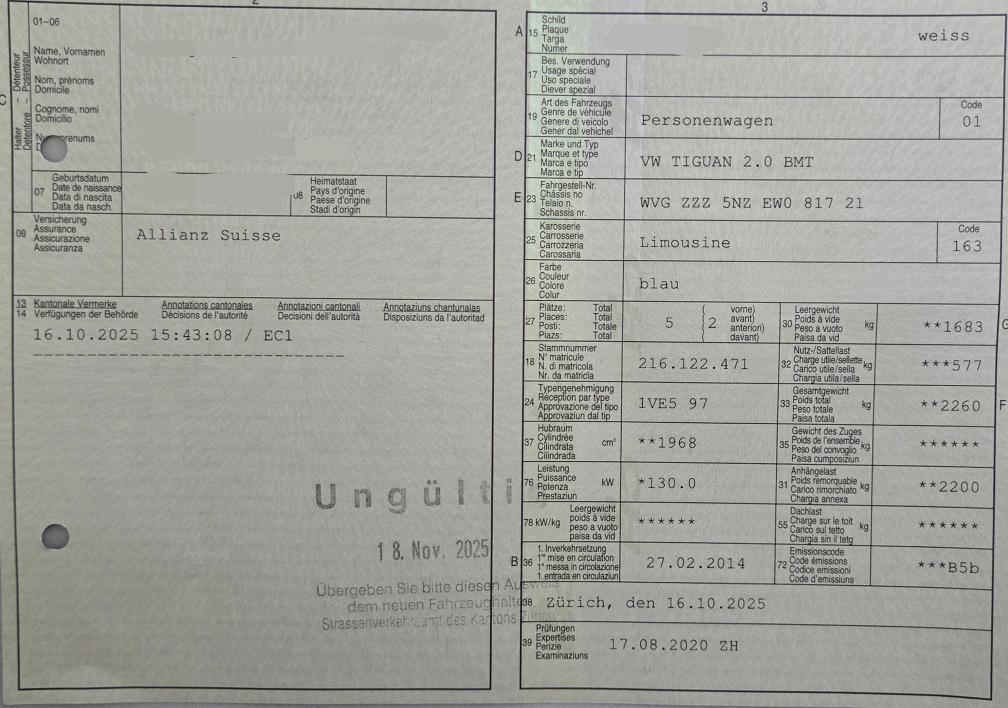 2
01–06
Name, Vornamen
Wohnort
Nom, prénoms
Domicile
Cognome, nomi
Domicilio
prenums
C
Halter – Détenteur
Detentore – Possessur
07
Geburtsdatum
Date de naissance
Data di nascita
Data da nasch.
08
Heimatstaat
Pays d'origine
Paese d'origine
Stadi d'origin
09
Versicherung
Assurance
Assicurazione
Assicuranza
Allianz Suisse
13 Kantonale Vermerke Annotations cantonales Annotazioni cantonali Annotaziuns chantunalas
14 Verfügungen der Behörde Décisions de l'autorité Decisioni dell'autorità Disposiziuns da l'autoritad
16.10.2025 15:43:08 / EC1
Ungülti
18. Nov. 2025
Übergeben Sie bitte diesen Ausweis
dem neuen Fahrzeughalter
Strassenverkehrsamt des Kantons Zürich
3
A 15
Schild
Plaque
Targa
Numer
weiss
17
Bes. Verwendung
Usage spécial
Uso speciale
Diever spezial
19
Art des Fahrzeugs
Genre de véhicule
Genere di veicolo
Gener dal vehichel
Personenwagen
Code
01
D 21
Marke und Typ
Marque et type
Marca e tipo
Marca e tip
VW TIGUAN 2.0 BMT
E 23
Fahrgestell-Nr.
Châssis no
Telaio n.
Schassis nr.
WVG ZZZ 5NZ EW0 817 21
25
Karosserie
Carrosserie
Carrozzeria
Carossaria
Limousine
Code
163
26
Farbe
Couleur
Colore
Colur
blau
27
Plätze: Total
Places: Total
Posti: Totale
Plazs: Total
5
2
vorne)
avant)
anteriori)
davant)
30
Leergewicht
Poids à vide
Peso a vuoto
Paisa da vid
kg
**1683
G
18
Stammnummer
N° matricule
N. di matricola
Nr. da matricla
216.122.471
32
Nutz-/Sattellast
Charge utile/sellette
Carico utile/sella
Chargia utila/sella
kg
***577
24
Typengenehmigung
Réception par type
Approvazione del tipo
Approvaziun dal tip
1VE5 97
33
Gesamtgewicht
Poids total
Peso totale
Paisa totala
kg
**2260
F
37
Hubraum
Cylindrée
Cilindrata
Cilindrada
cm³
**1968
35
Gewicht des Zuges
Poids de l'ensemble
Peso del convoglio
Paisa cumposiziun
kg
******
76
Leistung
Puissance
Potenza
Prestaziun
kW
*130.0
31
Anhängelast
Poids remorquable
Carico rimorchiato
Chargia annexa
kg
**2200
78 kW/kg
Leergewicht
poids à vide
peso a vuoto
paisa da vid
******
55
Dachlast
Charge sur le toit
Carico sul tetto
Chargia sin il tetg
kg
******
B 36
1. Inverkehrsetzung
1re mise en circulation
1a messa in circolazione
1. entrada en circulaziun
27.02.2014
72
Emissionscode
Code émissions
Codice emissioni
Code d'emissiuns
***B5b
38 Zürich, den 16.10.2025
39
Prüfungen
Expertises
Perizie
Examinaziuns
17.08.2020 ZH